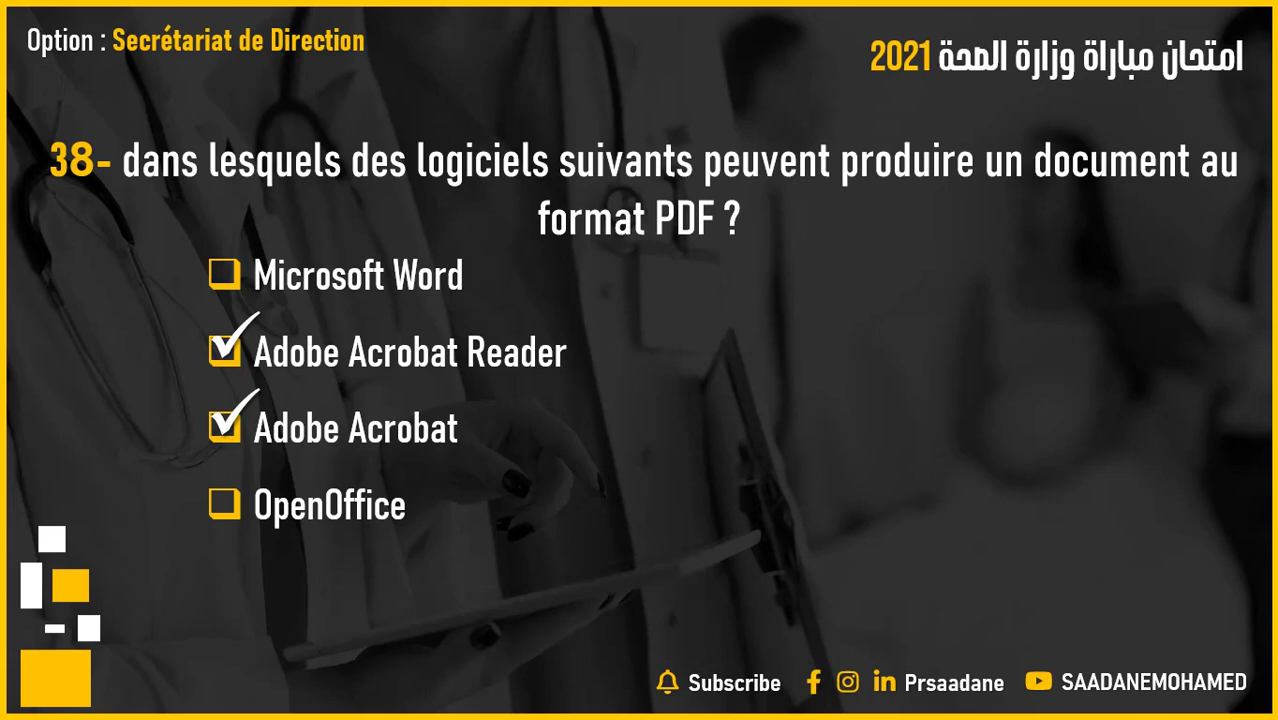 Option : Secrétariat de Direction
امتحان مباراة وزارة الصحة 2021
38- dans lesquels des logiciels suivants peuvent produire un document au
format PDF ?
Microsoft Word
Adobe Acrobat Reader
Adobe Acrobat
OpenOffice
Subscribe Prsaadane SAADANEMOHAMED